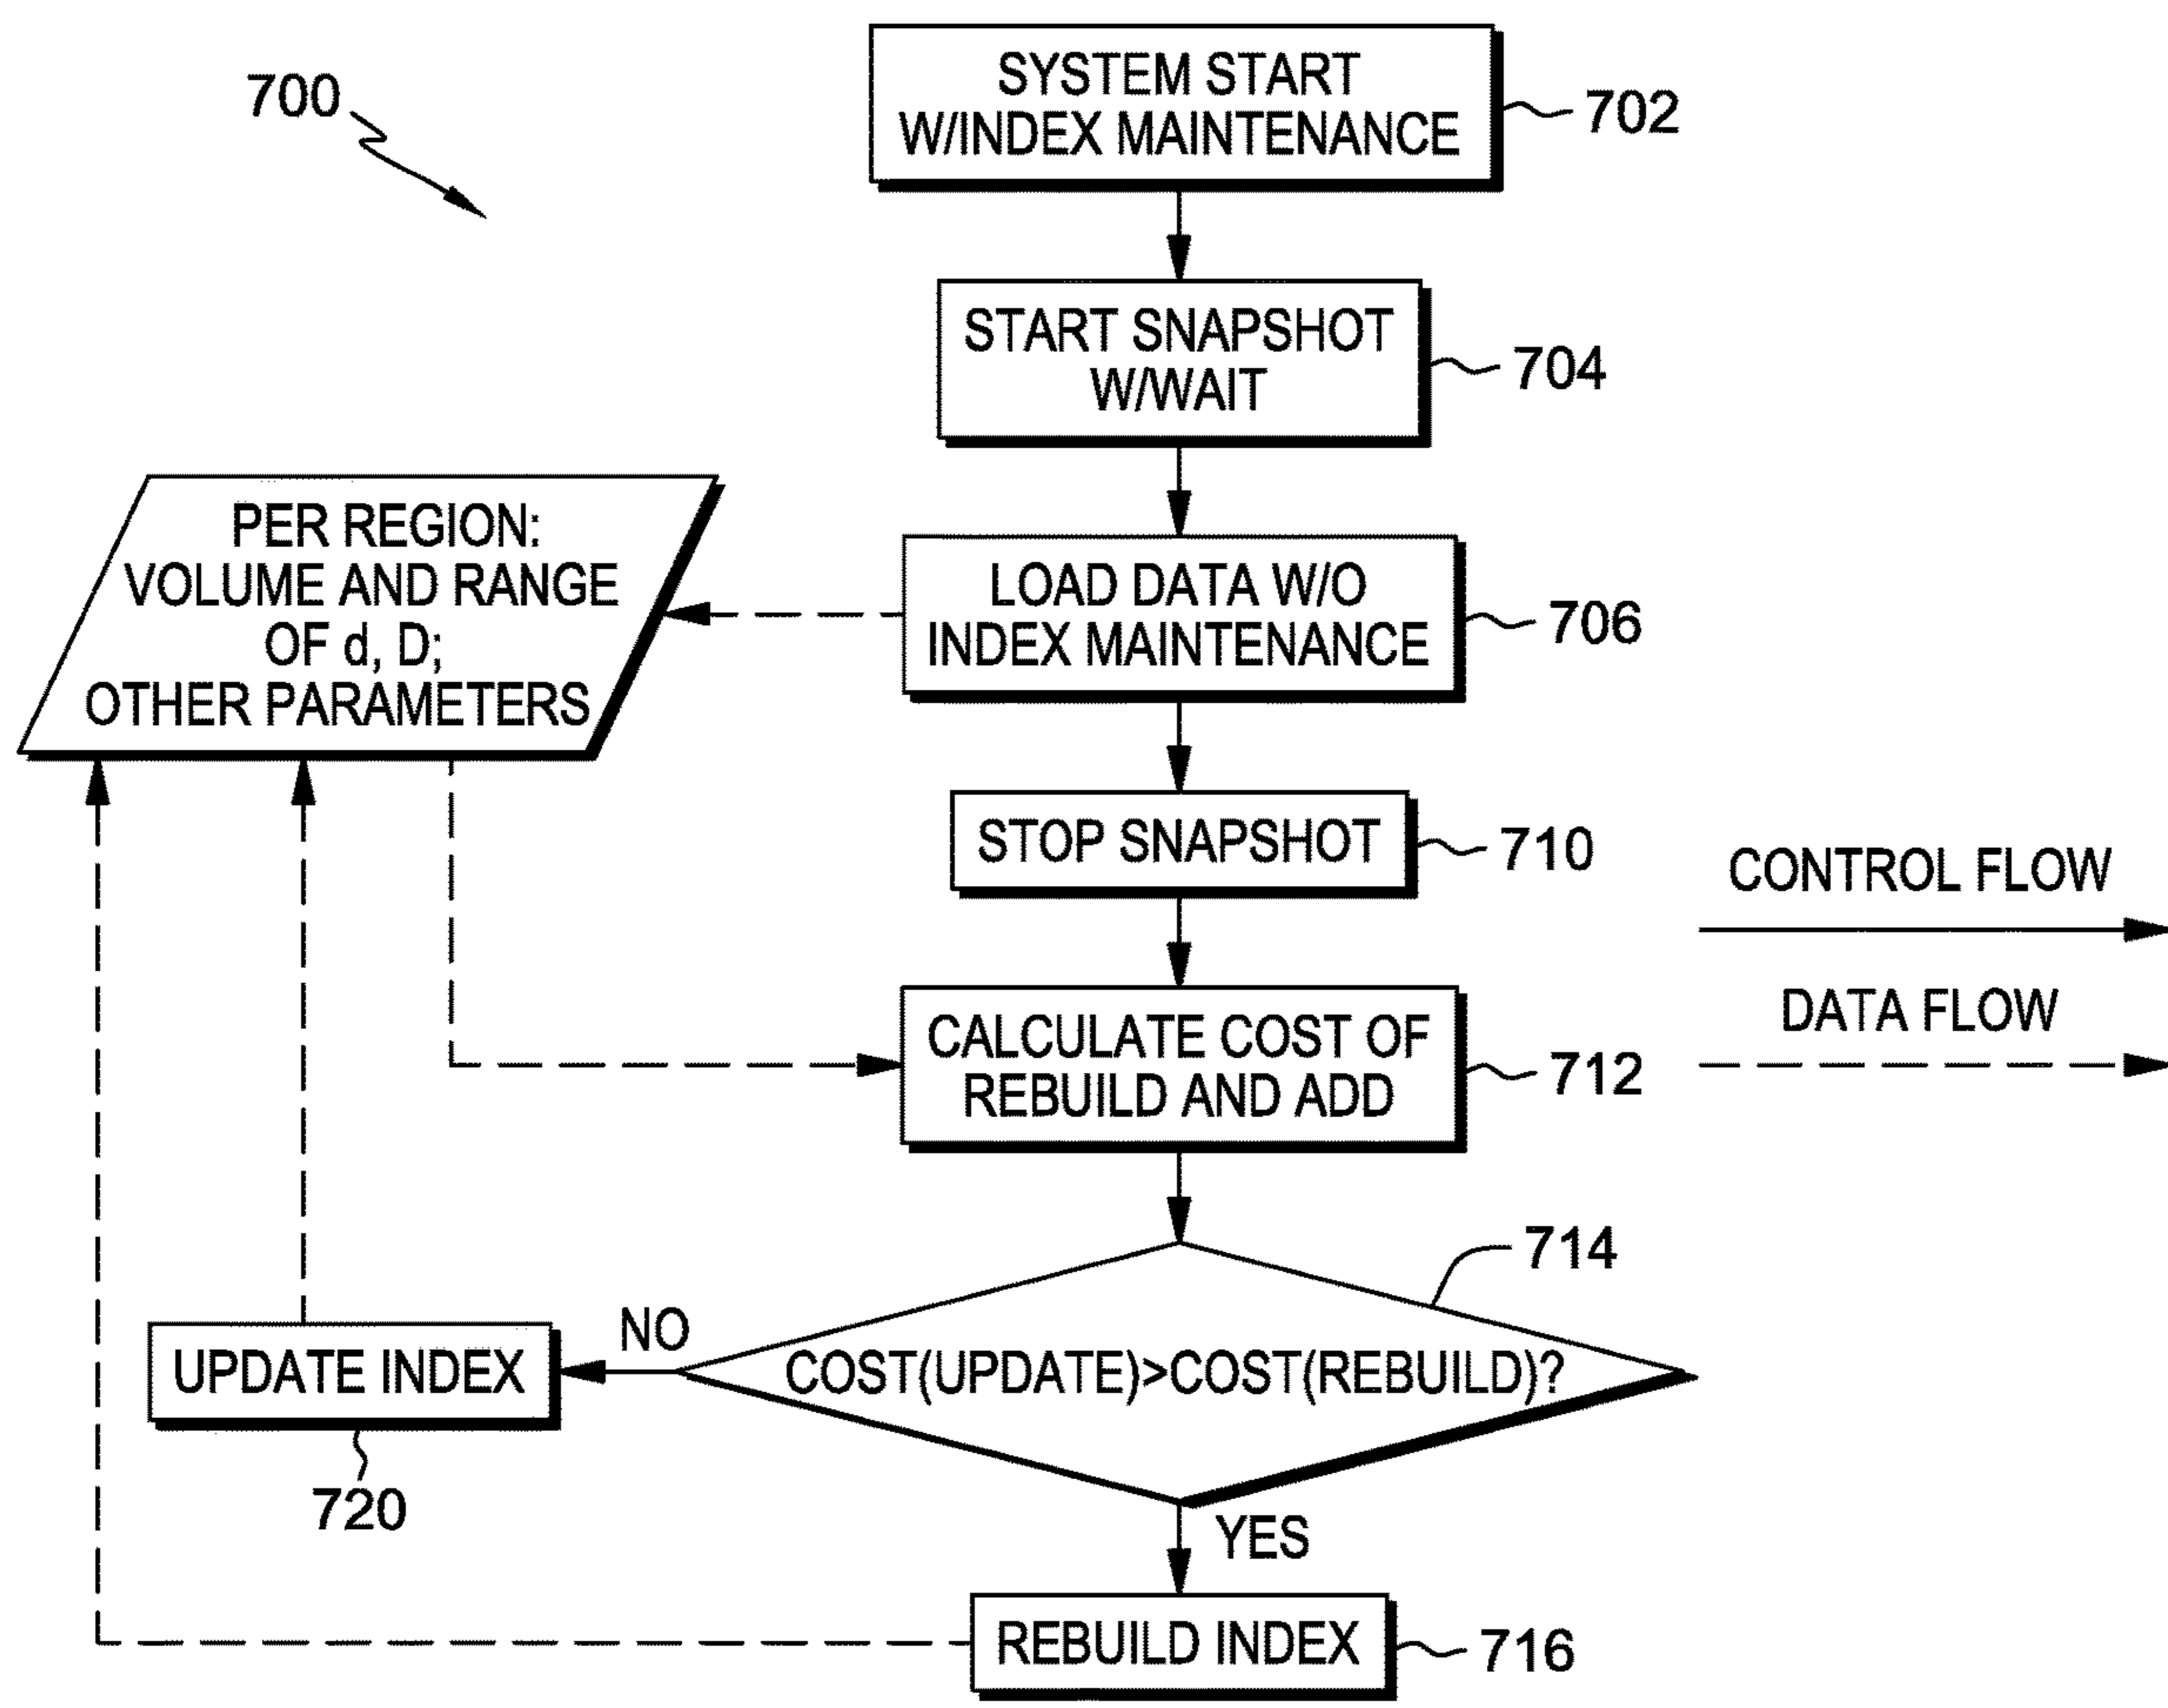 700
SYSTEM START
W/INDEX MAINTENANCE
702
START SNAPSHOT
W/WAIT
704
PER REGION:
VOLUME AND RANGE
OF d, D;
OTHER PARAMETERS
LOAD DATA W/O
INDEX MAINTENANCE
706
STOP SNAPSHOT
710
CONTROL FLOW
DATA FLOW
CALCULATE COST OF
REBUILD AND ADD
712
714
COST(UPDATE)>COST(REBUILD)?
NO
UPDATE INDEX
720
YES
REBUILD INDEX
716